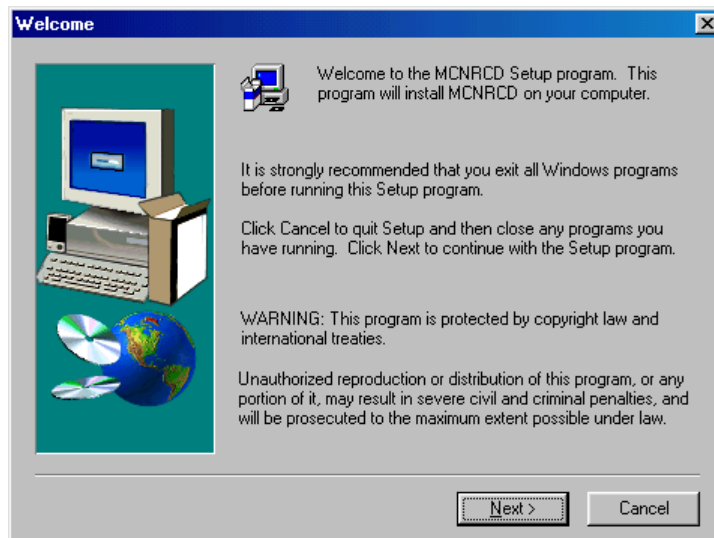 Welcome
Welcome to the MCNRCD Setup program. This
program will install MCNRCD on your computer.
It is strongly recommended that you exit all Windows programs
before running this Setup program.
Click Cancel to quit Setup and then close any programs you
have running. Click Next to continue with the Setup program.
WARNING: This program is protected by copyright law and
international treaties.
Unauthorized reproduction or distribution of this program, or any
portion of it, may result in severe civil and criminal penalties, and
will be prosecuted to the maximum extent possible under law.
Next >
Cancel